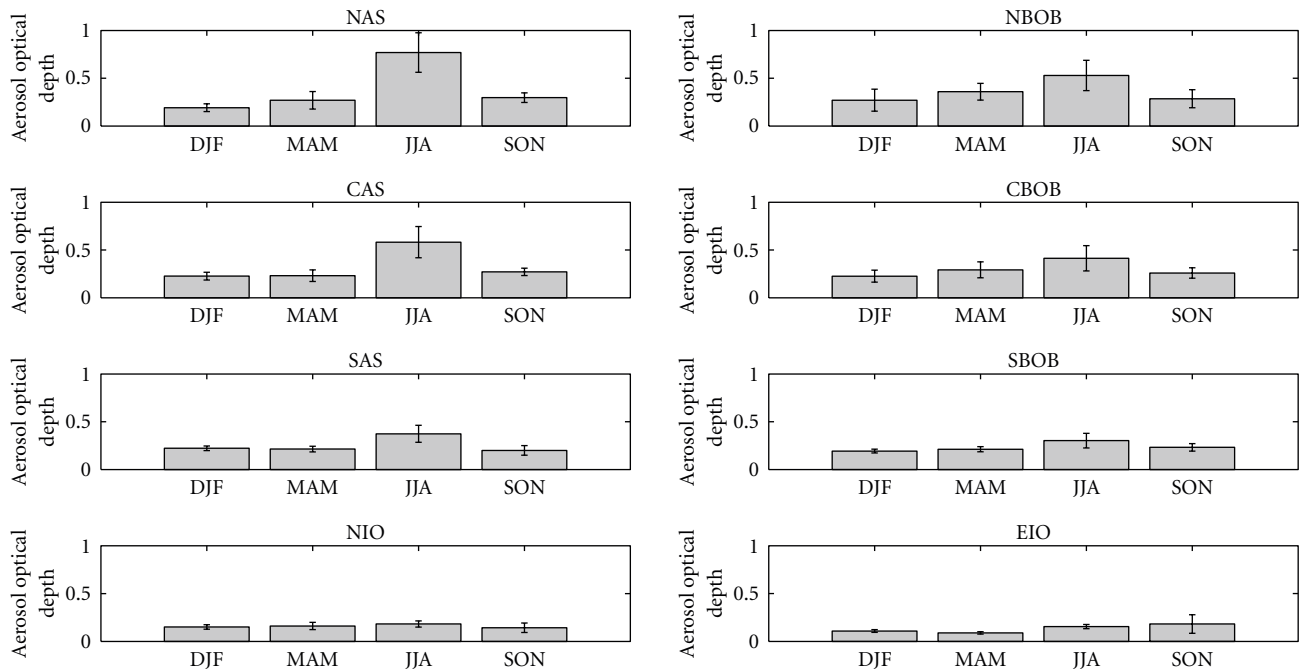 NAS
Aerosol optical
depth
1
0.5
0
DJF MAM JJA SON
NBOB
Aerosol optical
depth
1
0.5
0
DJF MAM JJA SON
CAS
Aerosol optical
depth
1
0.5
0
DJF MAM JJA SON
CBOB
Aerosol optical
depth
1
0.5
0
DJF MAM JJA SON
SAS
Aerosol optical
depth
1
0.5
0
DJF MAM JJA SON
SBOB
Aerosol optical
depth
1
0.5
0
DJF MAM JJA SON
NIO
Aerosol optical
depth
1
0.5
0
DJF MAM JJA SON
EIO
Aerosol optical
depth
1
0.5
0
DJF MAM JJA SON